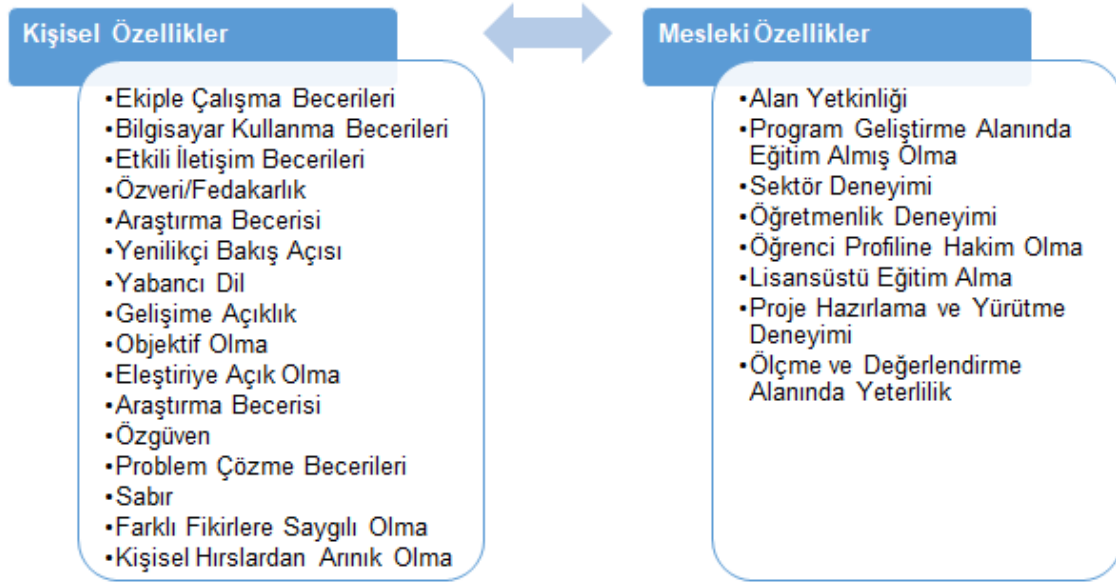 Kişisel Özellikler
•Ekiple Çalışma Becerileri
•Bilgisayar Kullanma Becerileri
•Etkili İletişim Becerileri
•Özveri/Fedakarlık
•Araştırma Becerisi
•Yenilikçi Bakış Açısı
•Yabancı Dil
•Gelişime Açıklık
•Objektif Olma
•Eleştiriye Açık Olma
•Araştırma Becerisi
•Özgüven
•Problem Çözme Becerileri
•Sabır
•Farklı Fikirlere Saygılı Olma
•Kişisel Hırslardan Arınık Olma
Mesleki Özellikler
•Alan Yetkinliği
•Program Geliştirme Alanında
Eğitim Almış Olma
•Sektör Deneyimi
•Öğretmenlik Deneyimi
•Öğrenci Profiline Hakim Olma
•Lisansüstü Eğitim Alma
•Proje Hazırlama ve Yürütme
Deneyimi
•Ölçme ve Değerlendirme
Alanında Yeterlilik